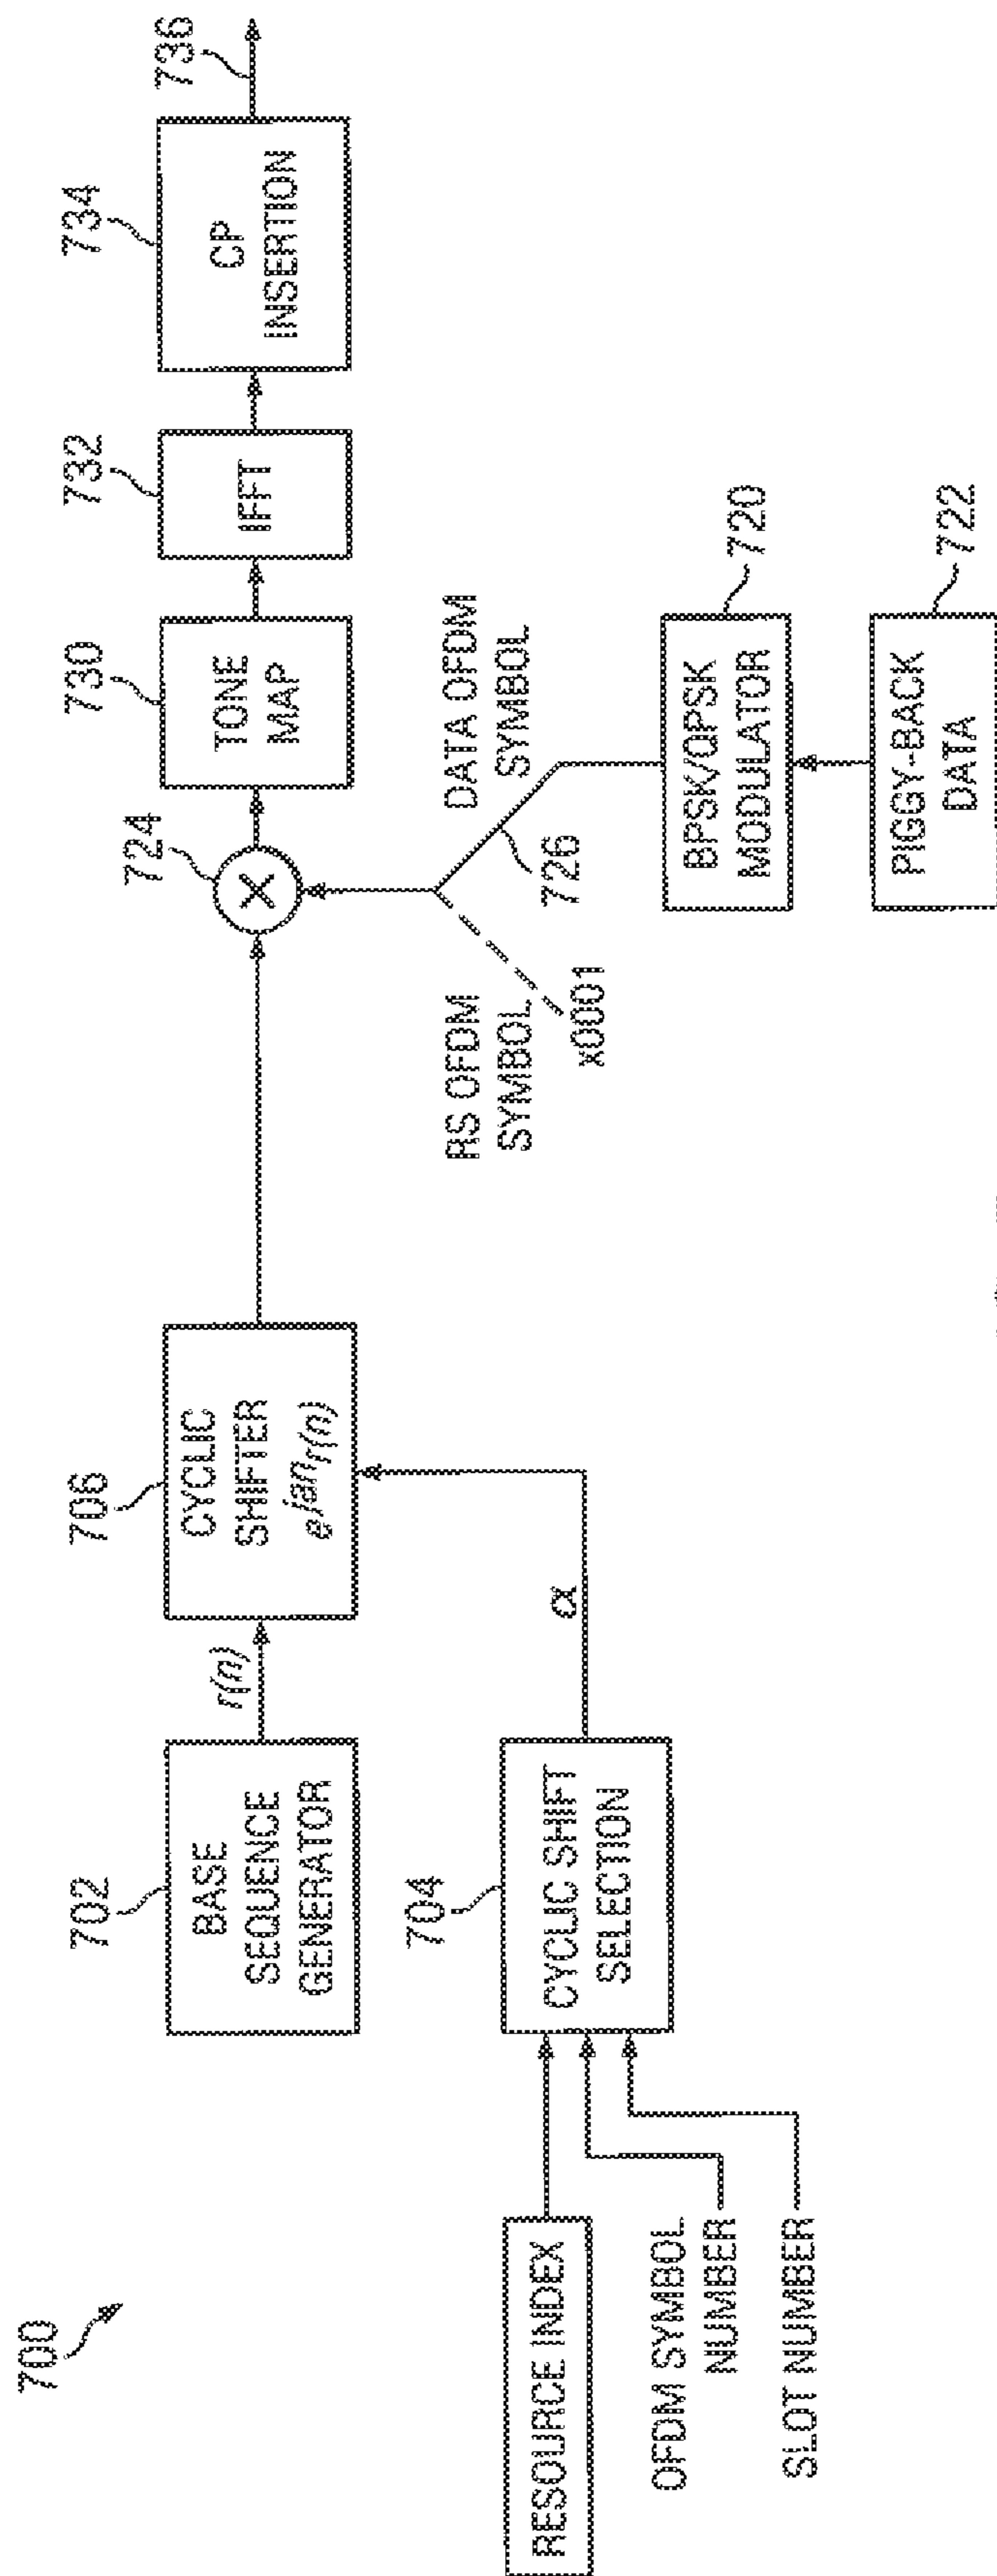 700
RESOURCE INDEX
OFDM SYMBOL
NUMBER
SLOT NUMBER
702
BASE
SEQUENCE
GENERATOR
704
CYCLIC SHIFT
SELECTION
r(n)
α
706
CYCLIC
SHIFTER
e^jαn r(n)
RS OFDM
SYMBOL
x0001
724
×
726
DATA OFDM
SYMBOL
720
BPSK/QPSK
MODULATOR
722
PIGGY-BACK
DATA
730
TONE
MAP
732
IFFT
734
CP
INSERTION
736